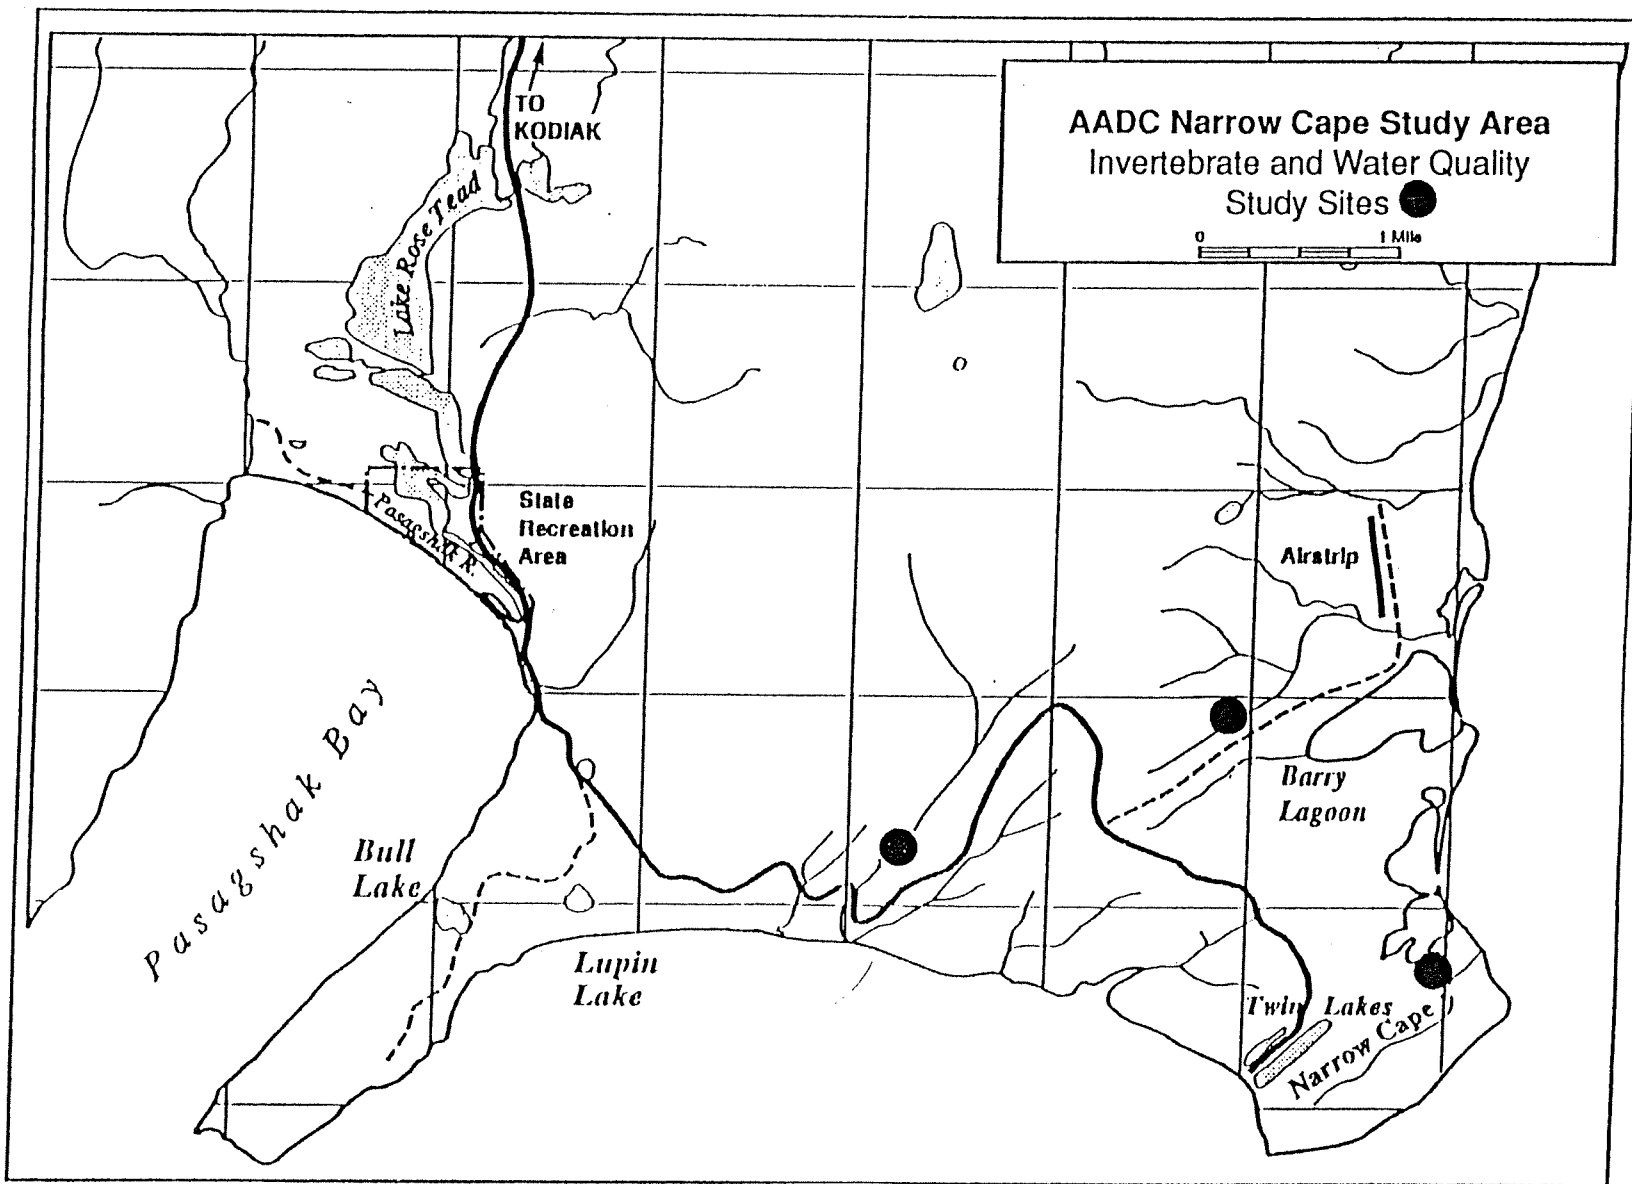 AADC Narrow Cape Study Area
Invertebrate and Water Quality
Study Sites
0 1 Mile
TO
KODIAK
Lake Rose Tead
State
Recreation
Area
Pasagshak R.
Airstrip
Pasagshak Bay
Barry
Lagoon
Bull
Lake
Lupin
Lake
Twin Lakes
Narrow Cape